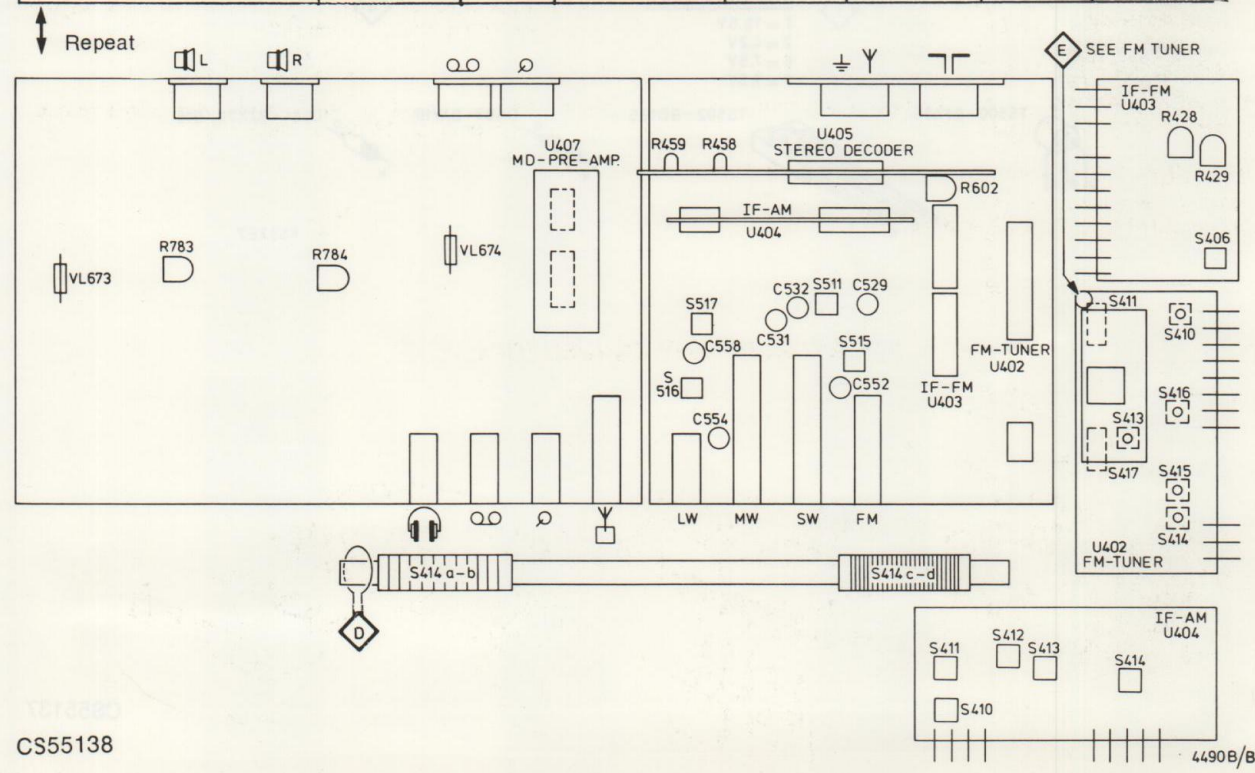 Repeat
L
R
E
SEE FM TUNER
U407
MD-PRE-AMP.
R459
R458
U405
STEREO DECODER
IF-FM
U403
R428
R429
R602
IF-AM
U404
R783
R784
VL673
VL674
S406
S517
C532
S511
C529
C531
C558
S515
S
516
C552
C554
FM-TUNER
U402
IF-FM
U403
S411
S410
S416
S413
S417
S415
S414
U402
FM-TUNER
LW
MW
SW
FM
S414 a-b
S414 c-d
D
IF-AM
U404
S411
S412
S413
S414
S410
CS55138
4490B/B